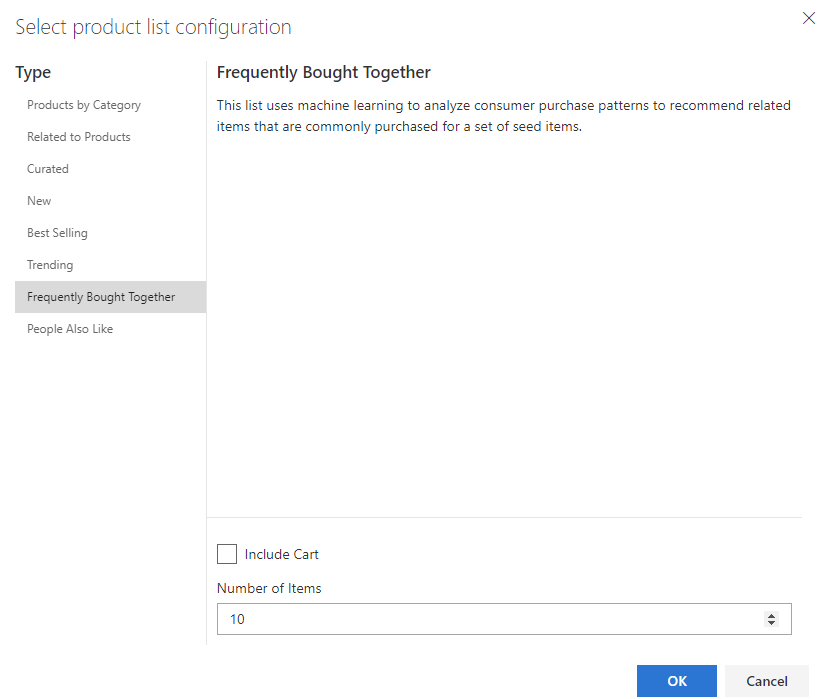 Select product list configuration
Type
Products by Category
Related to Products
Curated
New
Best Selling
Trending
Frequently Bought Together
People Also Like
Frequently Bought Together
This list uses machine learning to analyze consumer purchase patterns to recommend related
items that are commonly purchased for a set of seed items.
Include Cart
Number of Items
10
OK
Cancel